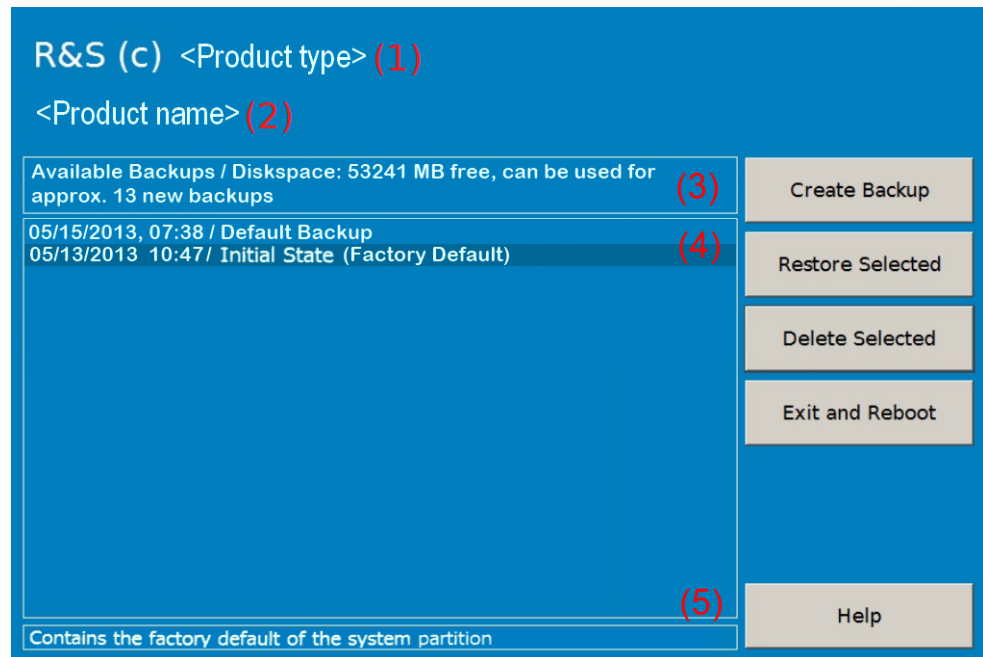 R&S (c) <Product type> (1)
<Product name> (2)
Available Backups / Diskspace: 53241 MB free, can be used for
approx. 13 new backups
(3)
Create Backup
05/15/2013, 07:38 / Default Backup
05/13/2013 10:47/ Initial State (Factory Default)
(4)
Restore Selected
Delete Selected
Exit and Reboot
(5)
Help
Contains the factory default of the system partition